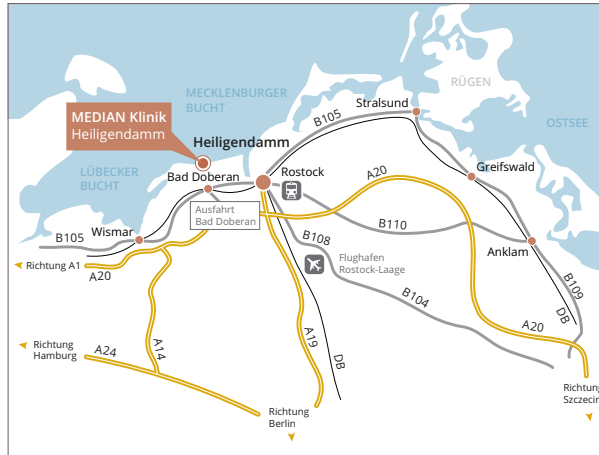 MECKLENBURGER
BUCHT
RÜGEN
Stralsund
B105
OSTSEE
MEDIAN Klinik
Heiligendamm
Heiligendamm
LÜBECKER
BUCHT
Bad Doberan
Rostock
A20
Greifswald
Ausfahrt
Bad Doberan
Wismar
B105
B110
B108
Anklam
Flughafen
Rostock-Laage
Richtung A1
A20
B109
B104
DB
A20
Richtung
Hamburg
A24
A14
A19
DB
Richtung
Szczecin
Richtung
Berlin